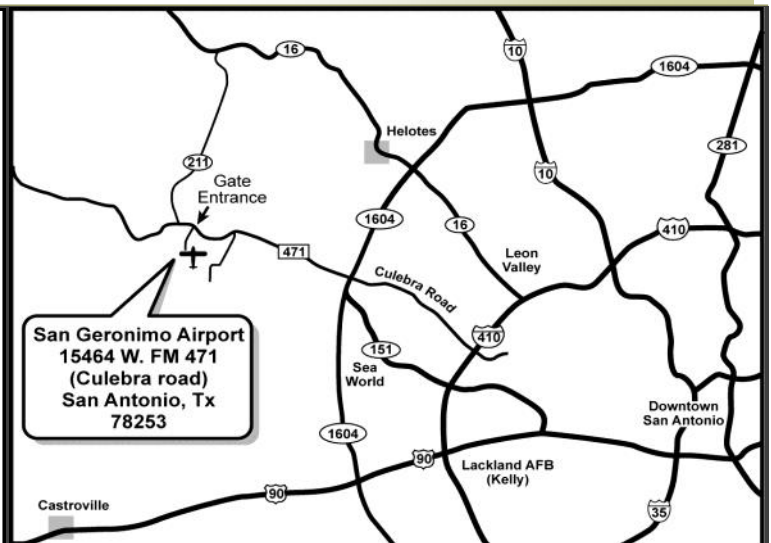 16
10
1604
Helotes
281
211
10
Gate
Entrance
1604
16
410
471
Leon
Valley
Culebra Road
San Geronimo Airport
15464 W. FM 471
(Culebra road)
San Antonio, Tx
78253
410
151
Sea
World
Downtown
San Antonio
1604
90
Lackland AFB
(Kelly)
90
Castroville
35